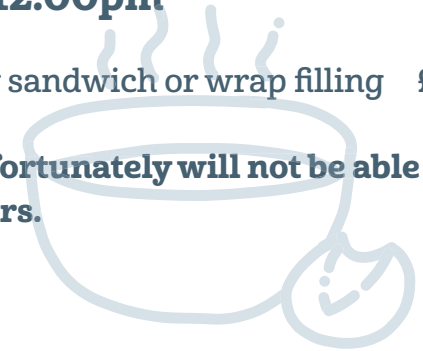 12.00pm
sandwich or wrap filling £
fortunately will not be able
rs.